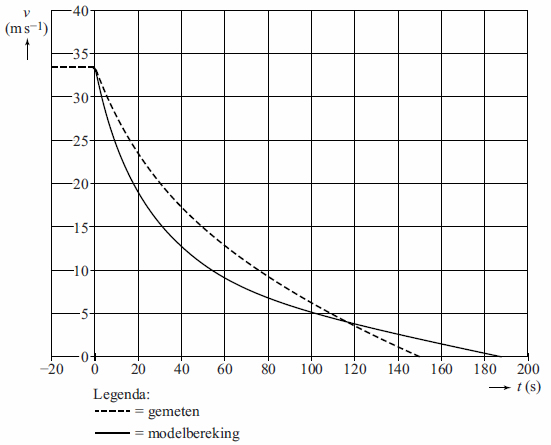 v
(m s⁻¹)
40
35
30
25
20
15
10
5
0
−20 0 20 40 60 80 100 120 140 160 180 200
t (s)
Legenda:
= gemeten
= modelbereking